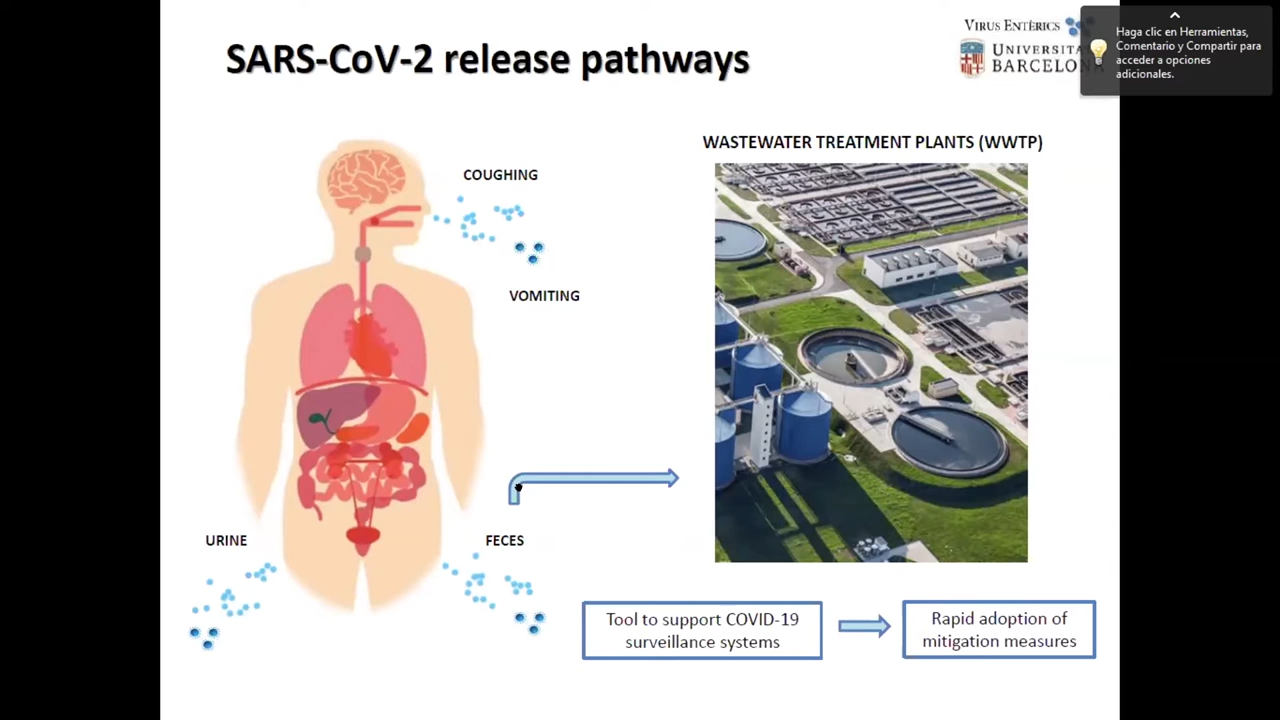 SARS-CoV-2 release pathways
VIRUS ENTÈRICS
UNIVERSITA
BARCELONA
Haga clic en Herramientas,
Comentario y Compartir para
acceder a opciones
adicionales.
WASTEWATER TREATMENT PLANTS (WWTP)
COUGHING
VOMITING
URINE
FECES
Tool to support COVID-19
surveillance systems
Rapid adoption of
mitigation measures